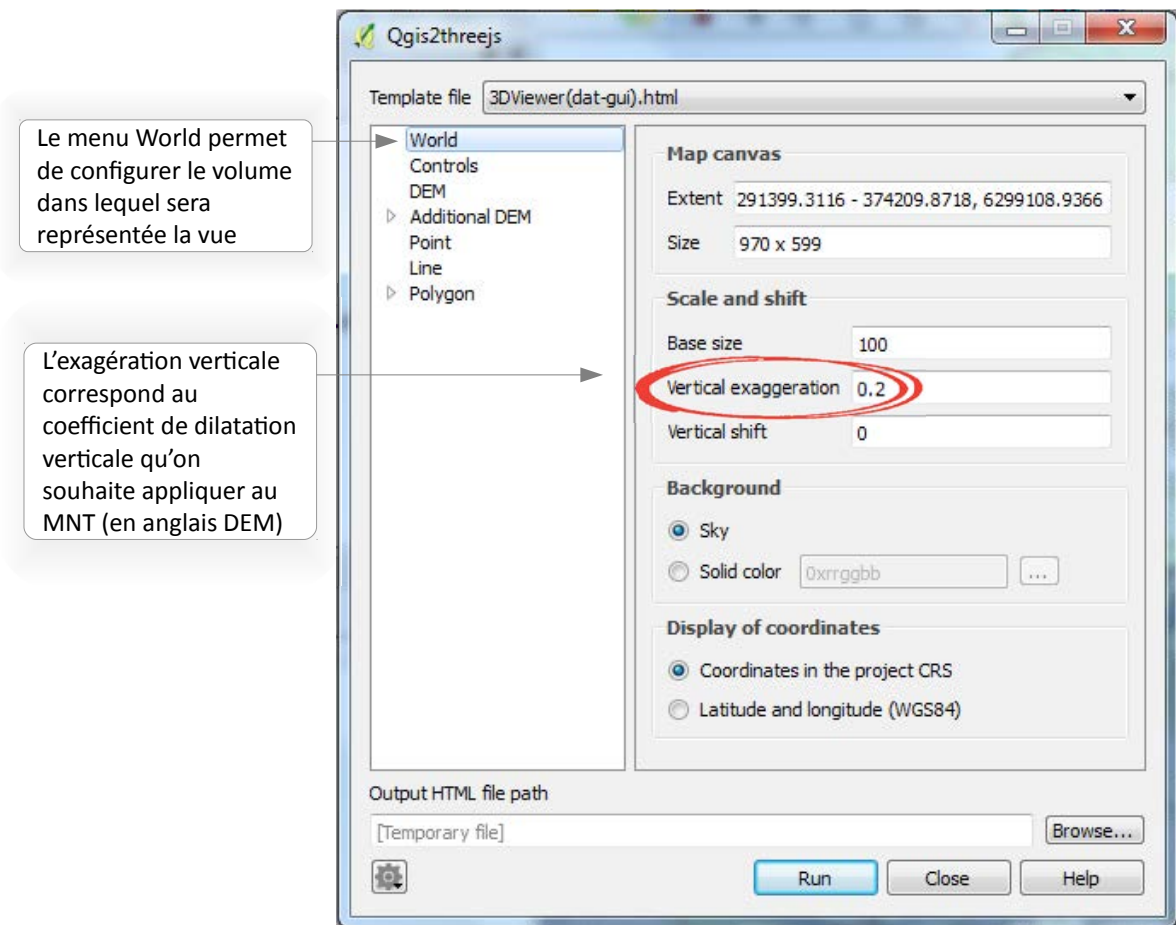 Qgis2threejs
Template file 3DViewer(dat-gui).html
Le menu World permet
de configurer le volume
dans lequel sera
représentée la vue
L'exagération verticale
correspond au
coefficient de dilatation
verticale qu'on
souhaite appliquer au
MNT (en anglais DEM)
World
Controls
DEM
Additional DEM
Point
Line
Polygon
Map canvas
Extent 291399.3116 - 374209.8718, 6299108.9366
Size 970 x 599
Scale and shift
Base size 100
Vertical exaggeration 0.2
Vertical shift 0
Background
Sky
Solid color 0xrrggbb ...
Display of coordinates
Coordinates in the project CRS
Latitude and longitude (WGS84)
Output HTML file path
[Temporary file] Browse...
Run Close Help